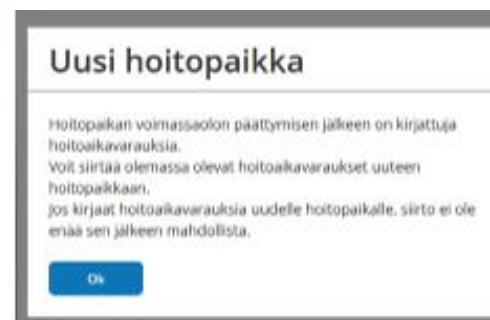 Uusi hoitopaikka
Hoitopaikan voimassaolon päättymisen jälkeen on kirjattuja
hoitoaikavarauksia.
Voit siirtää olemassa olevat hoitoaikavaraukset uuteen
hoitopaikkaan.
Jos kirjaat hoitoaikavarauksia uudelle hoitopaikalle, siirto ei ole
enää sen jälkeen mahdollista.
Ok